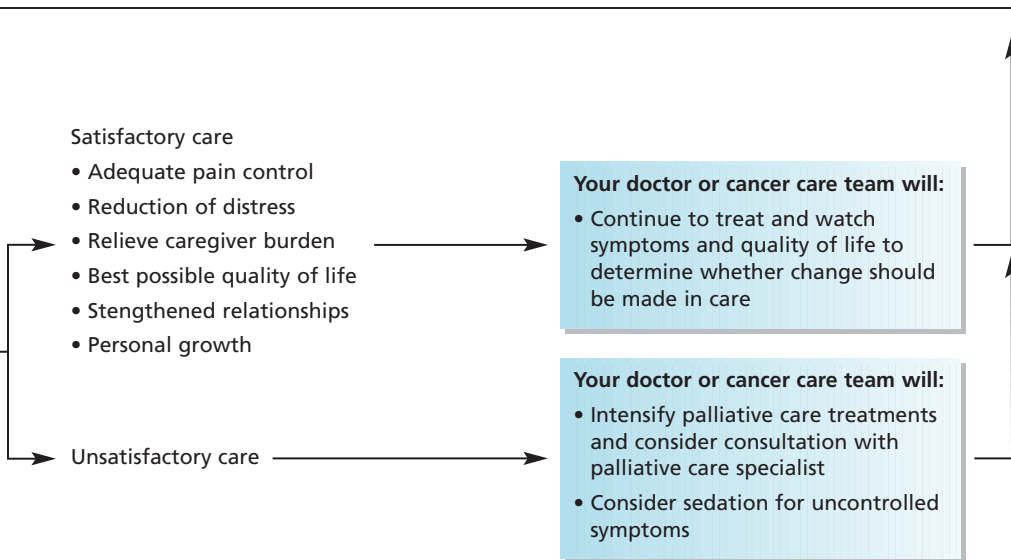 Satisfactory care
• Adequate pain control
• Reduction of distress
• Relieve caregiver burden
• Best possible quality of life
• Stengthened relationships
• Personal growth
Your doctor or cancer care team will:
• Continue to treat and watch
symptoms and quality of life to
determine whether change should
be made in care
Unsatisfactory care
Your doctor or cancer care team will:
• Intensify palliative care treatments
and consider consultation with
palliative care specialist
• Consider sedation for uncontrolled
symptoms